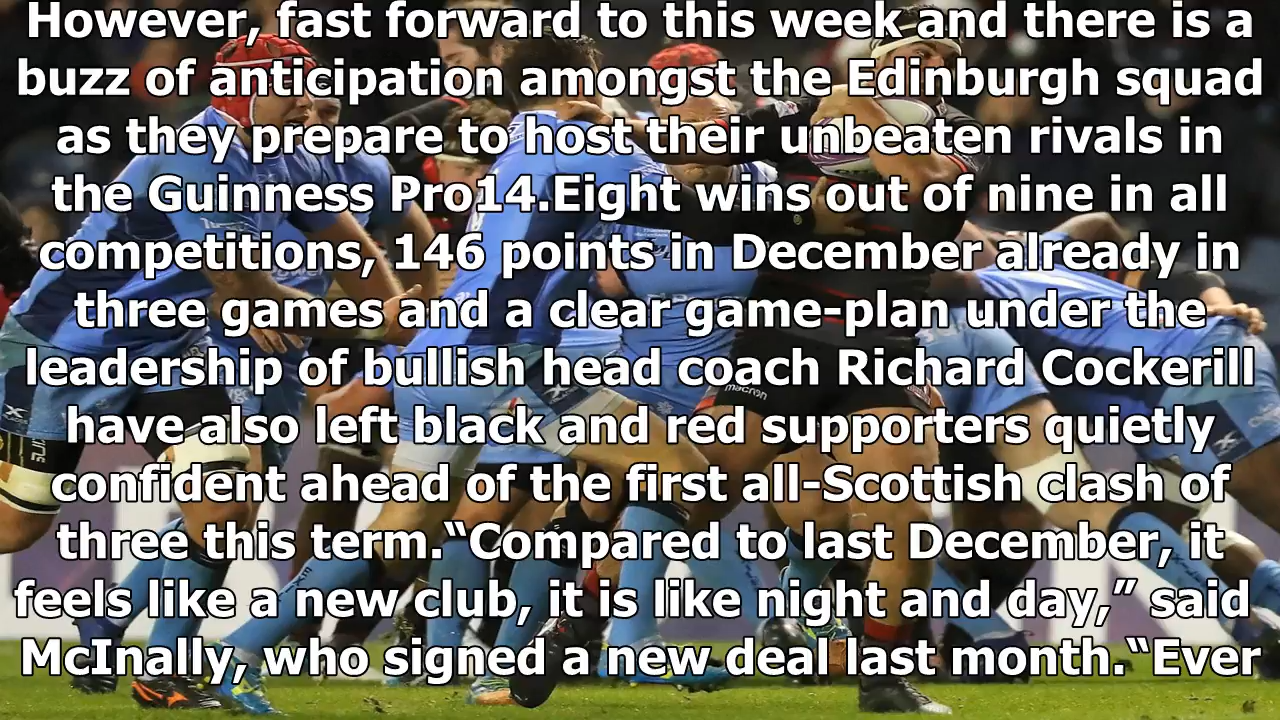 However, fast forward to this week and there is a
buzz of anticipation amongst the Edinburgh squad
as they prepare to host their unbeaten rivals in
the Guinness Pro14.Eight wins out of nine in all
competitions, 146 points in December already in
three games and a clear game-plan under the
leadership of bullish head coach Richard Cockerill
have also left black and red supporters quietly
confident ahead of the first all-Scottish clash of
three this term.“Compared to last December, it
feels like a new club, it is like night and day,” said
McInally, who signed a new deal last month.“Ever
macron